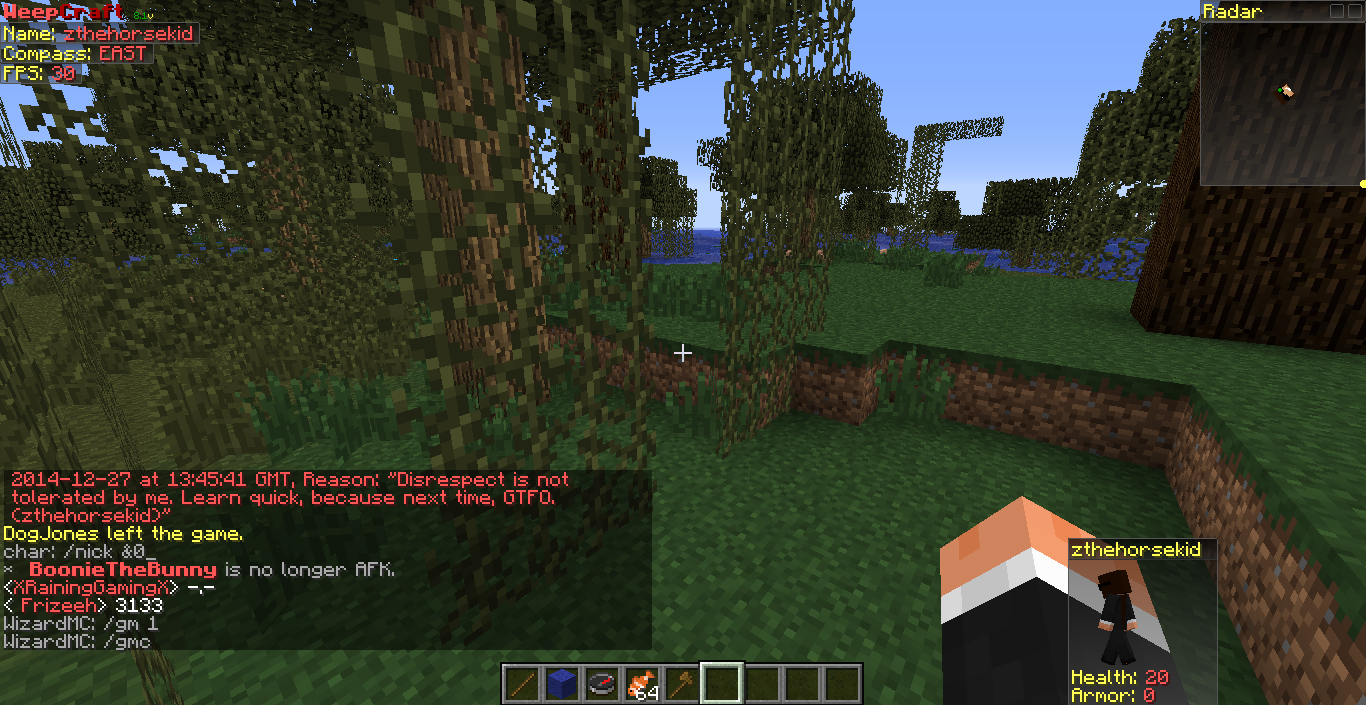 WeepCraft 8.1v
Name: zthehorsekid
Compass: EAST
FPS: 30
Radar
2014-12-27 at 13:45:41 GMT, Reason: "Disrespect is not
tolerated by me. Learn quick, because next time, GTFO.
(zthehorsekid)"
DogJones left the game.
char: /nick &0_
* BoonieTheBunny is no longer AFK.
<XRainingGamingX> -.-
< Frizeeh> 3133
WizardMC: /gm 1
WizardMC: /gmc
zthehorsekid
Health: 20
Armor: 0
64